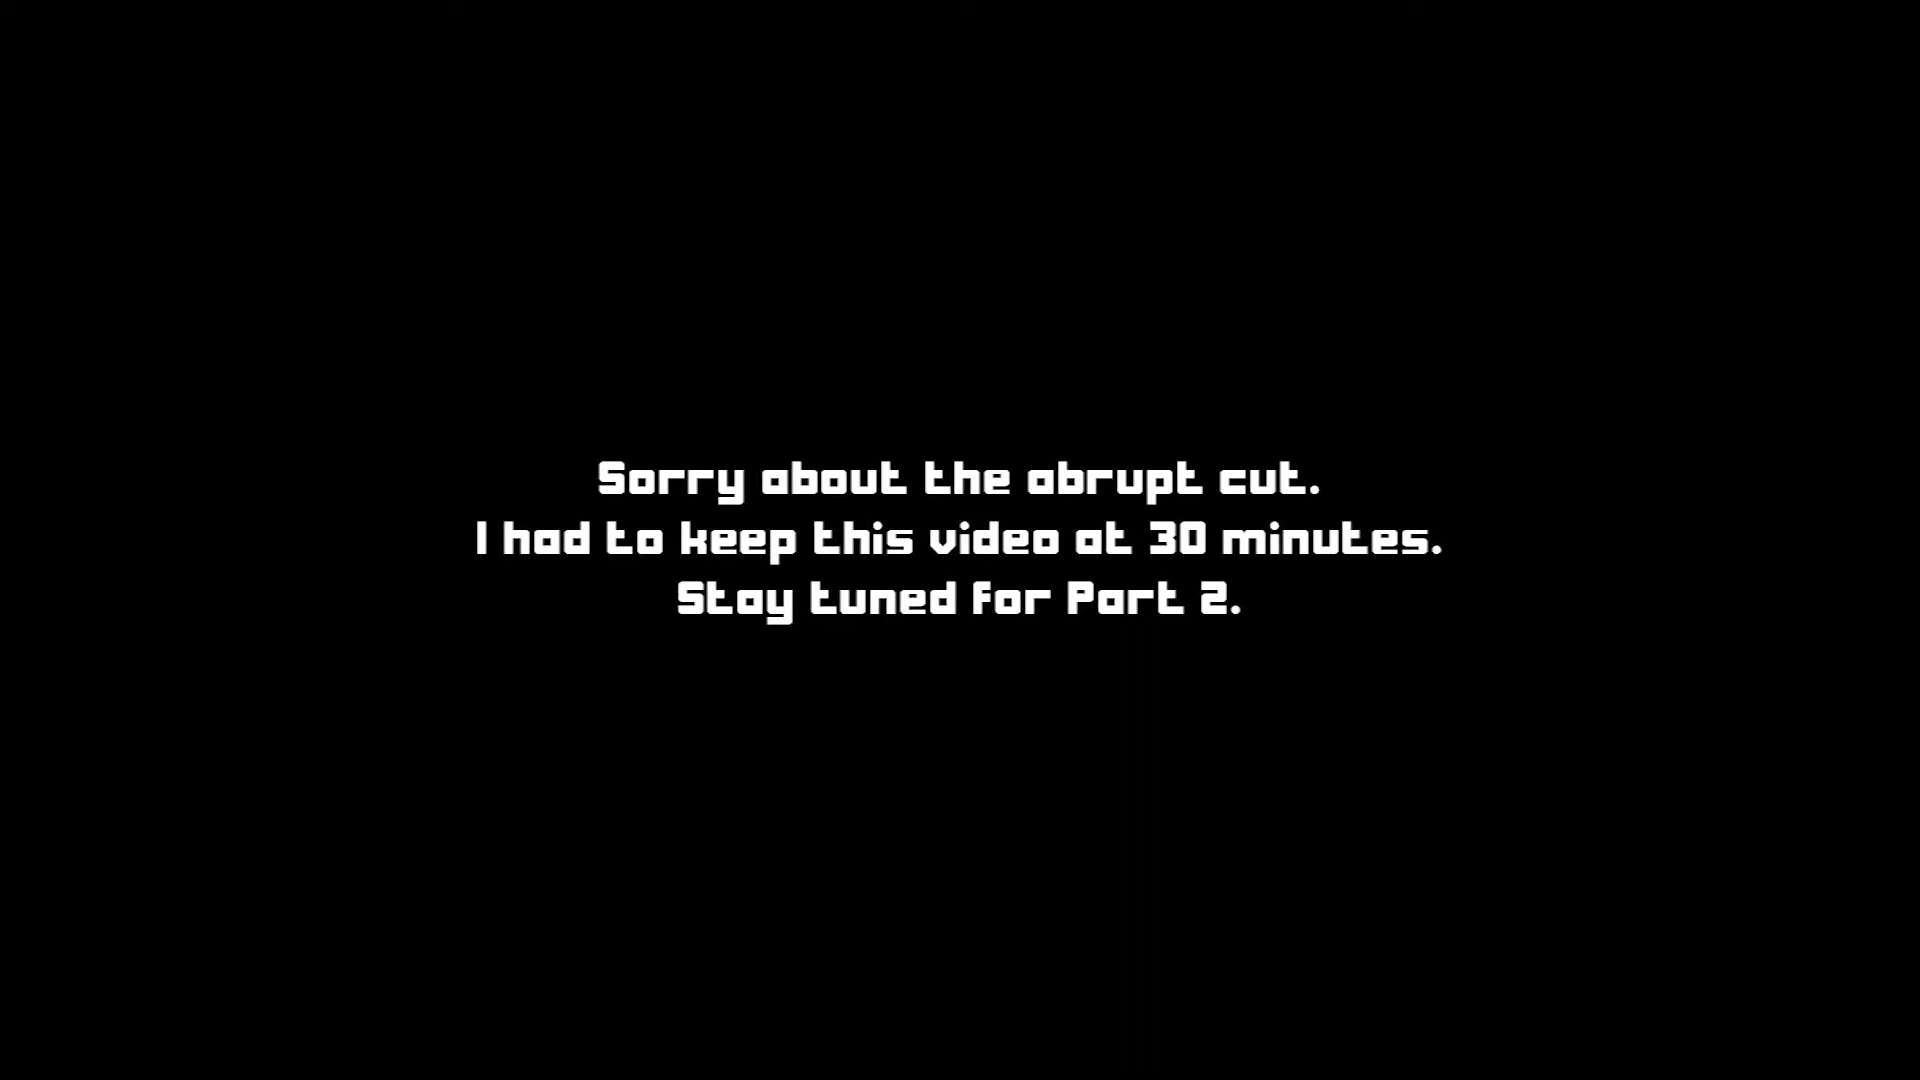 Sorry about the abrupt cut.
I had to keep this video at 30 minutes.
Stay tuned for Part 2.